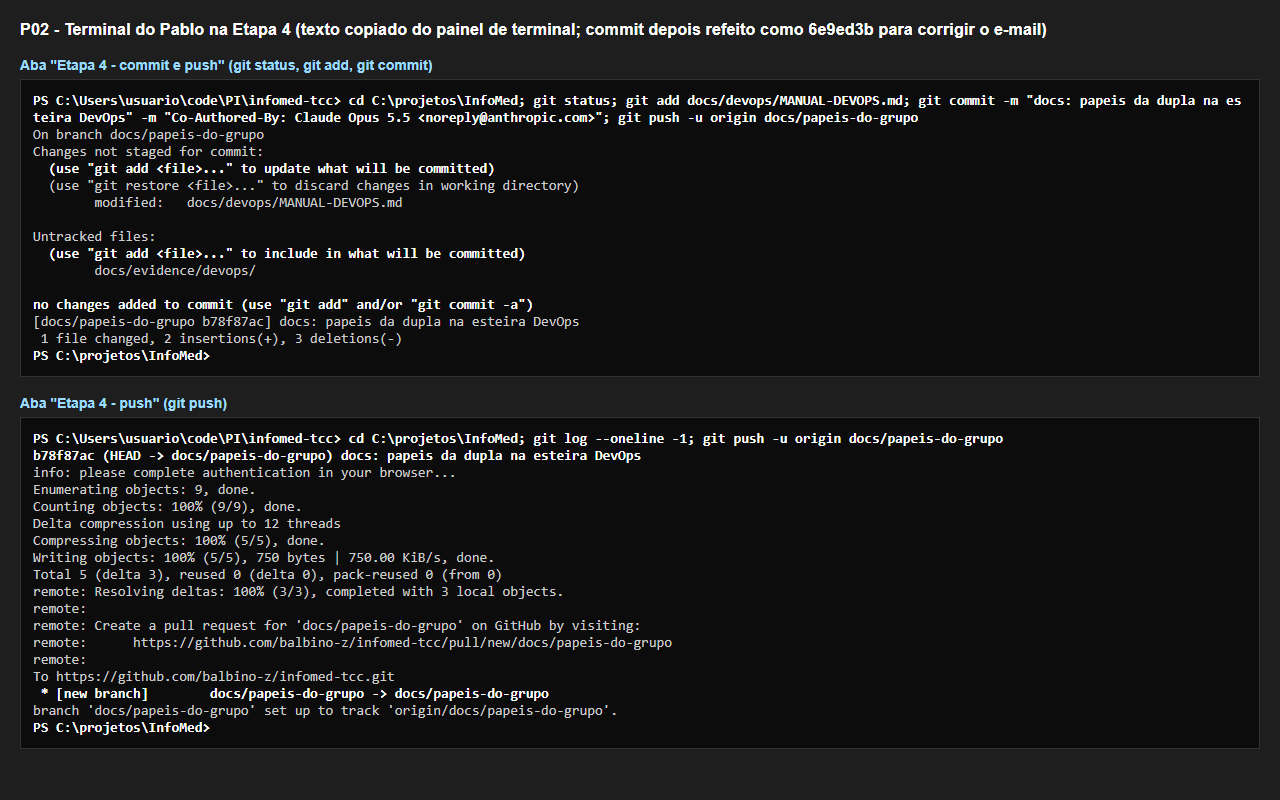 P02 - Terminal do Pablo na Etapa 4 (texto copiado do painel de terminal; commit depois refeito como 6e9ed3b para corrigir o e-mail)
Aba "Etapa 4 - commit e push" (git status, git add, git commit)
PS C:\Users\usuario\code\PI\infomed-tcc> cd C:\projetos\InfoMed; git status; git add docs/devops/MANUAL-DEVOPS.md; git commit -m "docs: papeis da dupla na es
teira DevOps" -m "Co-Authored-By: Claude Opus 5.5 <noreply@anthropic.com>"; git push -u origin docs/papeis-do-grupo
On branch docs/papeis-do-grupo
Changes not staged for commit:
  (use "git add <file>..." to update what will be committed)
  (use "git restore <file>..." to discard changes in working directory)
        modified:   docs/devops/MANUAL-DEVOPS.md
Untracked files:
  (use "git add <file>..." to include in what will be committed)
        docs/evidence/devops/
no changes added to commit (use "git add" and/or "git commit -a")
[docs/papeis-do-grupo b78f87ac] docs: papeis da dupla na esteira DevOps
 1 file changed, 2 insertions(+), 3 deletions(-)
PS C:\projetos\InfoMed>
Aba "Etapa 4 - push" (git push)
PS C:\Users\usuario\code\PI\infomed-tcc> cd C:\projetos\InfoMed; git log --oneline -1; git push -u origin docs/papeis-do-grupo
b78f87ac (HEAD -> docs/papeis-do-grupo) docs: papeis da dupla na esteira DevOps
info: please complete authentication in your browser...
Enumerating objects: 9, done.
Counting objects: 100% (9/9), done.
Delta compression using up to 12 threads
Compressing objects: 100% (5/5), done.
Writing objects: 100% (5/5), 750 bytes | 750.00 KiB/s, done.
Total 5 (delta 3), reused 0 (delta 0), pack-reused 0 (from 0)
remote: Resolving deltas: 100% (3/3), completed with 3 local objects.
remote:
remote: Create a pull request for 'docs/papeis-do-grupo' on GitHub by visiting:
remote:      https://github.com/balbino-z/infomed-tcc/pull/new/docs/papeis-do-grupo
remote:
To https://github.com/balbino-z/infomed-tcc.git
 * [new branch]        docs/papeis-do-grupo -> docs/papeis-do-grupo
branch 'docs/papeis-do-grupo' set up to track 'origin/docs/papeis-do-grupo'.
PS C:\projetos\InfoMed>